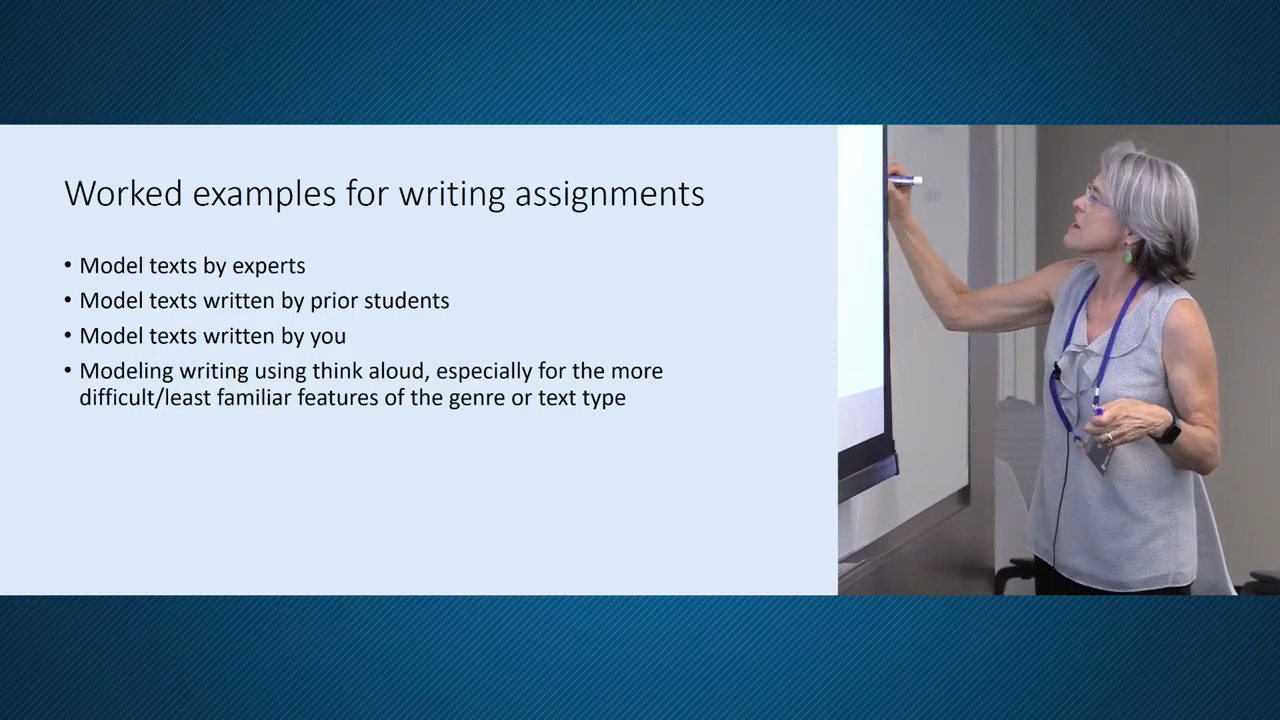 Worked examples for writing assignments
• Model texts by experts
• Model texts written by prior students
• Model texts written by you
• Modeling writing using think aloud, especially for the more
difficult/least familiar features of the genre or text type